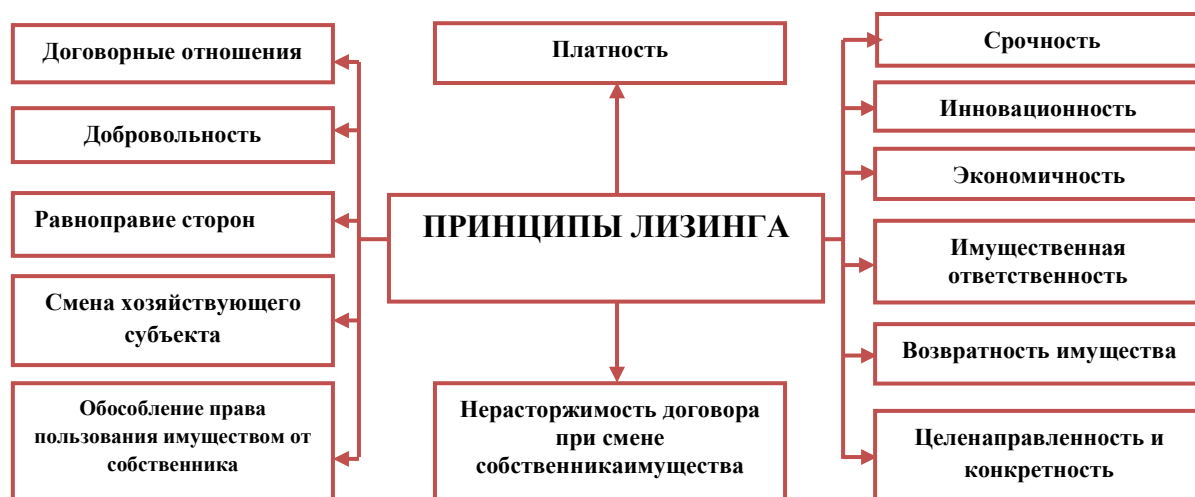 Договорные отношения
Добровольность
Равноправие сторон
Смена хозяйствующего
субъекта
Обособление права
пользования имуществом от
собственника
Платность
ПРИНЦИПЫ ЛИЗИНГА
Нерасторжимость договора
при смене
собственникаимущества
Срочность
Инновационность
Экономичность
Имущественная
ответственность
Возвратность имущества
Целенаправленность и
конкретность